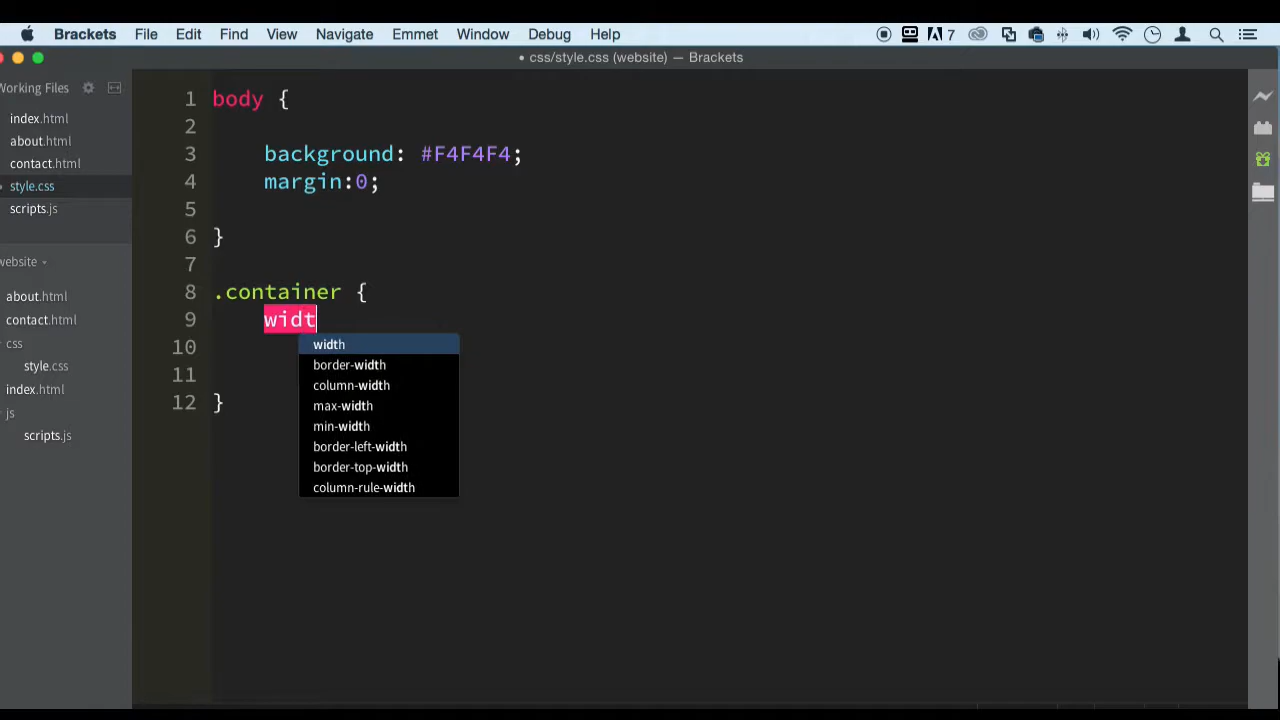 Brackets File Edit Find View Navigate Emmet Window Debug Help 7
• css/style.css (website) — Brackets
Working Files
index.html
about.html
contact.html
style.css
scripts.js
website
about.html
contact.html
css
style.css
index.html
js
scripts.js
1 body {
2
3 background: #F4F4F4;
4 margin:0;
5
6 }
7
8 .container {
9 widt
10
11
12 }
width
border-width
column-width
max-width
min-width
border-left-width
border-top-width
column-rule-width